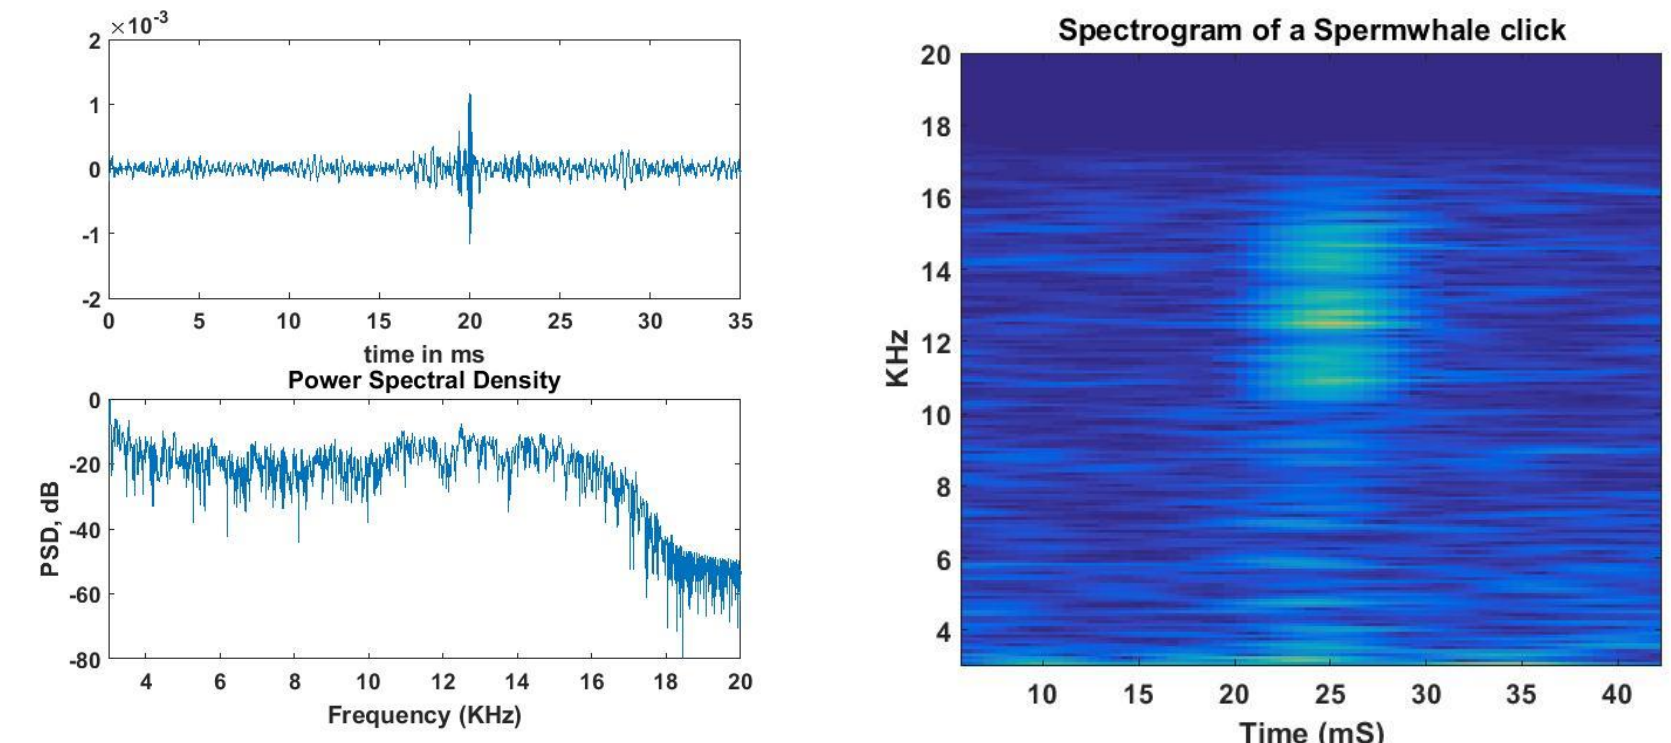 ×10-3
2
1
0
-1
-2
0 5 10 15 20 25 30 35
time in ms
Power Spectral Density
0
-20
-40
-60
-80
PSD, dB
4 6 8 10 12 14 16 18 20
Frequency (KHz)
Spectrogram of a Spermwhale click
20
18
16
14
12
10
8
6
4
KHz
10 15 20 25 30 35 40
Time (mS)